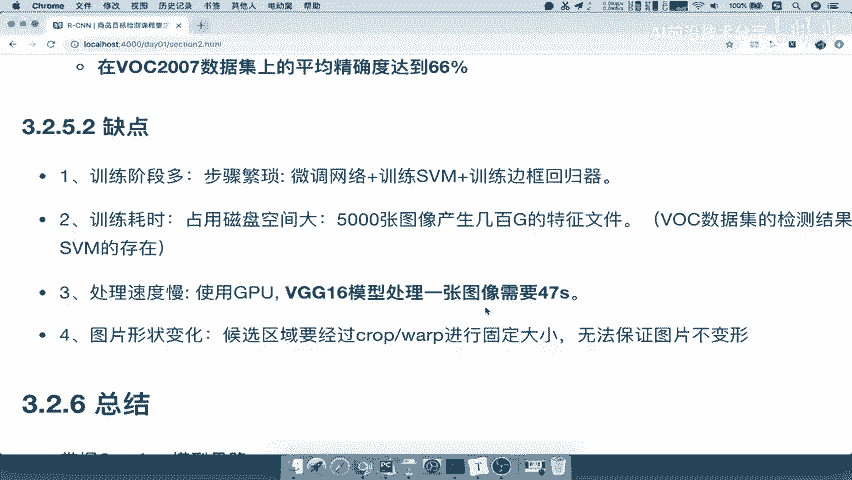 Chrome 文件 修改 视图 历史记录 书签 其他人 电动窗 帮助 100%
R-CNN | 商品目标检测课程要求
localhost:4000/day01/section2.html
在VOC2007数据集上的平均精确度达到66%
3.2.5.2 缺点
1、训练阶段多：步骤繁琐: 微调网络+训练SVM+训练边框回归器。
2、训练耗时：占用磁盘空间大：5000张图像产生几百G的特征文件。（VOC数据集的检测结果
SVM的存在）
3、处理速度慢: 使用GPU, VGG16模型处理一张图像需要47s。
4、图片形状变化：候选区域要经过crop/warp进行固定大小，无法保证图片不变形
3.2.6 总结